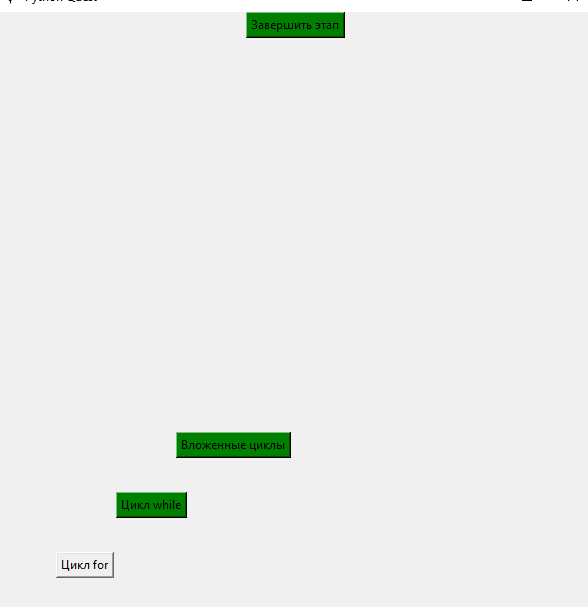 Завершить этап
Вложенные циклы
Цикл while
Цикл for